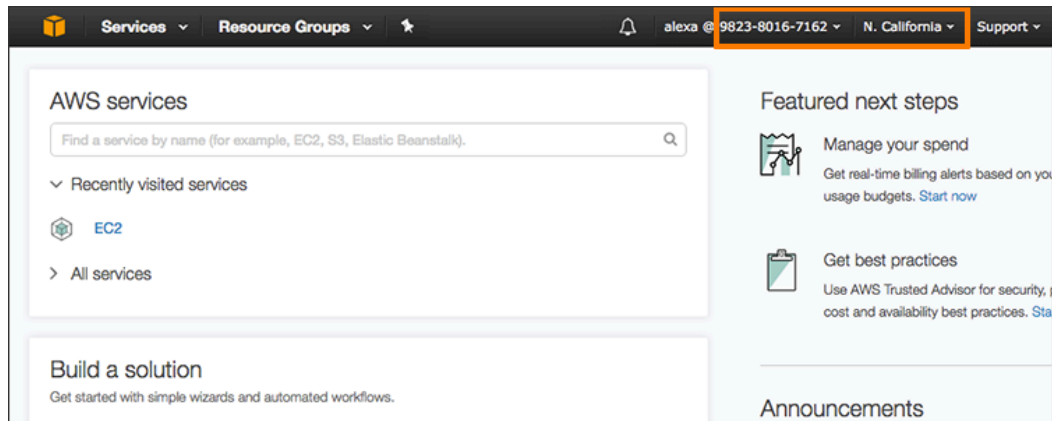 Services Resource Groups alexa @ 9823-8016-7162 N. California Support
AWS services
Find a service by name (for example, EC2, S3, Elastic Beanstalk).
Recently visited services
EC2
All services
Build a solution
Get started with simple wizards and automated workflows.
Featured next steps
Manage your spend
Get real-time billing alerts based on you
usage budgets. Start now
Get best practices
Use AWS Trusted Advisor for security,
cost and availability best practices. Sta
Announcements